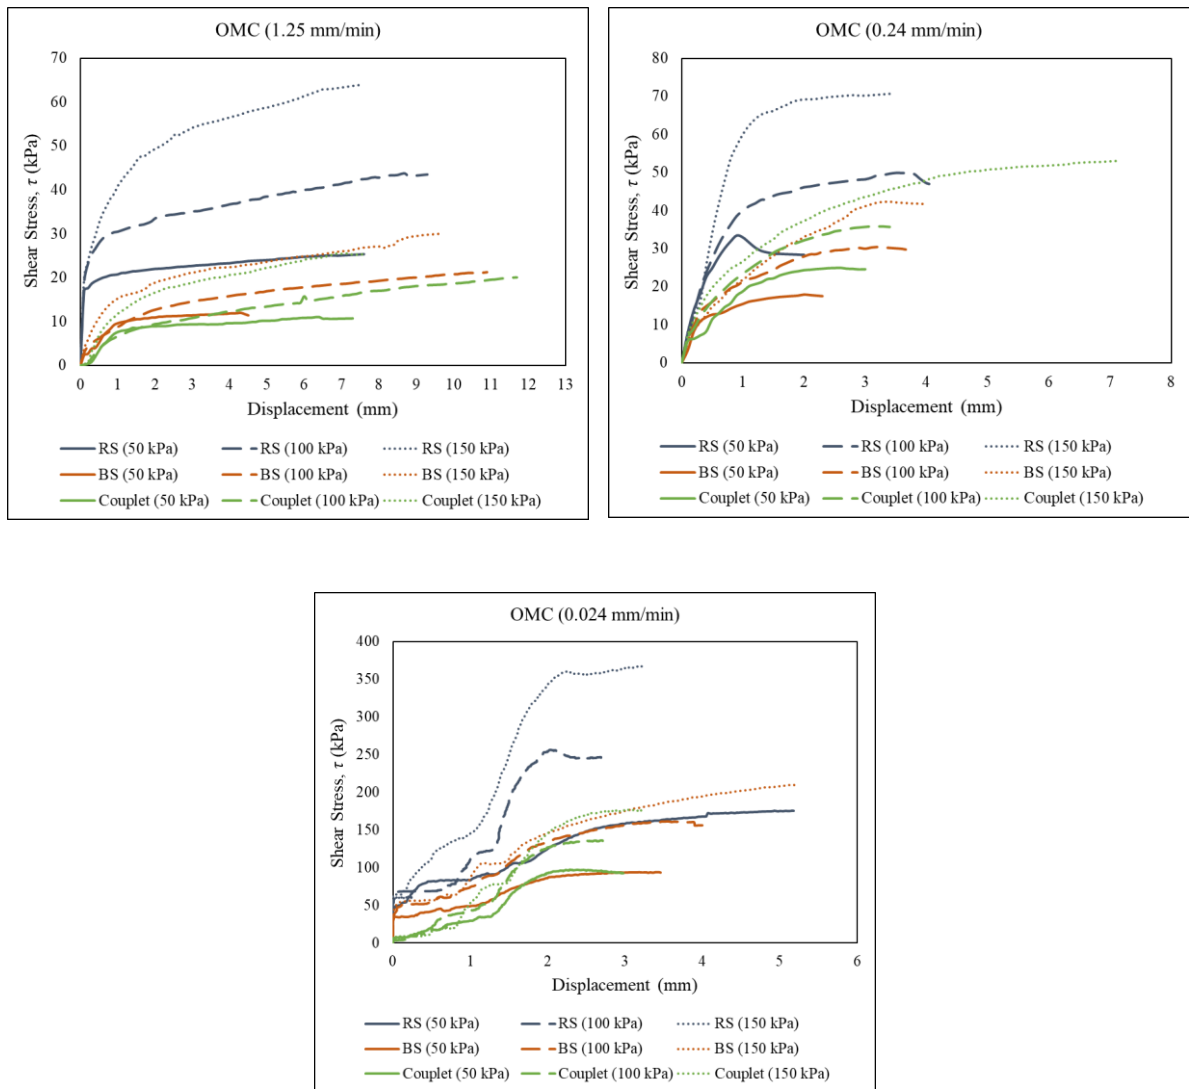 OMC (1.25 mm/min)
70
60
50
40
30
20
10
0
Shear Stress, τ (kPa)
0 1 2 3 4 5 6 7 8 9 10 11 12 13
Displacement (mm)
RS (50 kPa) RS (100 kPa) RS (150 kPa)
BS (50 kPa) BS (100 kPa) BS (150 kPa)
Couplet (50 kPa) Couplet (100 kPa) Couplet (150 kPa)
OMC (0.24 mm/min)
80
70
60
50
40
30
20
10
0
Shear Stress, τ (kPa)
0 1 2 3 4 5 6 7 8
Displacement (mm)
RS (50 kPa) RS (100 kPa) RS (150 kPa)
BS (50 kPa) BS (100 kPa) BS (150 kPa)
Couplet (50 kPa) Couplet (100 kPa) Couplet (150 kPa)
OMC (0.024 mm/min)
400
350
300
250
200
150
100
50
0
Shear Stress, τ (kPa)
0 1 2 3 4 5 6
Displacement (mm)
RS (50 kPa) RS (100 kPa) RS (150 kPa)
BS (50 kPa) BS (100 kPa) BS (150 kPa)
Couplet (50 kPa) Couplet (100 kPa) Couplet (150 kPa)